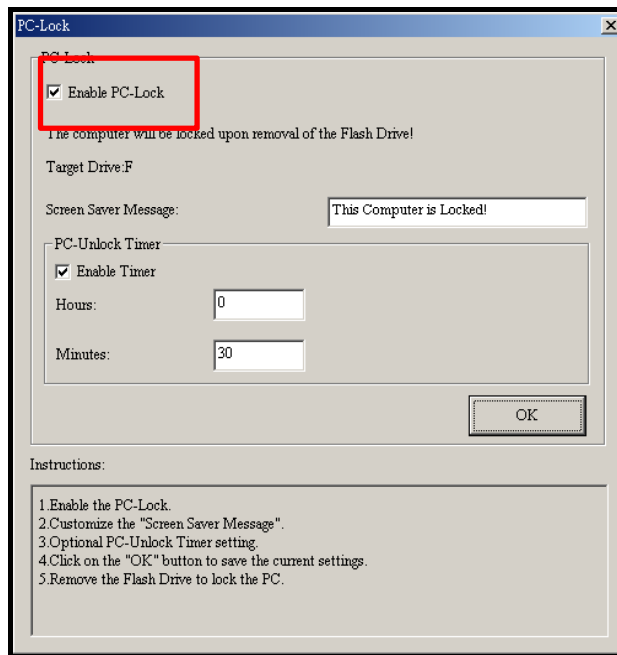 PC-Lock
PC-Lock
Enable PC-Lock
The computer will be locked upon removal of the Flash Drive!
Target Drive:F
Screen Saver Message: This Computer is Locked!
PC-Unlock Timer
Enable Timer
Hours: 0
Minutes: 30
OK
Instructions:
1.Enable the PC-Lock.
2.Customize the "Screen Saver Message".
3.Optional PC-Unlock Timer setting.
4.Click on the "OK" button to save the current settings.
5.Remove the Flash Drive to lock the PC.